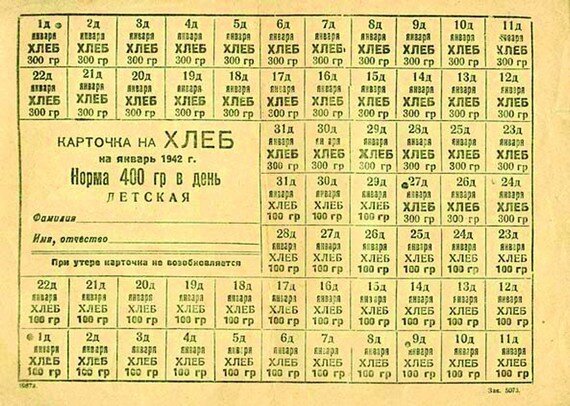 1д 2д 3д 4д 5д 6д 7д 8д 9д 10д 11д
января января января января января января января января января января января
ХЛЕБ ХЛЕБ ХЛЕБ ХЛЕБ ХЛЕБ ХЛЕБ ХЛЕБ ХЛЕБ ХЛЕБ ХЛЕБ ХЛЕБ
300 гр 300 гр 300 гр 300 гр 300 гр 300 гр 300 гр 300 гр 300 гр 300 гр 300 гр
22д 21д 20д 19д 18д 17д 16д 15д 14д 13д 12д
января января января января января января января января января января января
ХЛЕБ ХЛЕБ ХЛЕБ ХЛЕБ ХЛЕБ ХЛЕБ ХЛЕБ ХЛЕБ ХЛЕБ ХЛЕБ ХЛЕБ
300 гр 300 гр 300 гр 300 гр 300 гр 300 гр 300 гр 300 гр 300 гр 300 гр 300 гр
КАРТОЧКА НА ХЛЕБ
на январь 1942 г.
Норма 400 гр в день
ДЕТСКАЯ
Фамилия
Имя, отчество
При утере карточка не возобновляется
31д 30д 29д 28д 25д 23д
января января января января января января
ХЛЕБ ХЛЕБ ХЛЕБ ХЛЕБ ХЛЕБ ХЛЕБ
300 гр 300 гр 300 гр 300 гр 300 гр 300 гр
31д 30д 29д 27д 26д 24д
января января января января января января
ХЛЕБ ХЛЕБ ХЛЕБ ХЛЕБ ХЛЕБ ХЛЕБ
100 гр 100 гр 100 гр 300 гр 300 гр 300 гр
28д 27д 26д 25д 24д 23д
января января января января января января
ХЛЕБ ХЛЕБ ХЛЕБ ХЛЕБ ХЛЕБ ХЛЕБ
100 гр 100 гр 100 гр 100 гр 100 гр 100 гр
22д 21д 20д 19д 18д 17д 16д 15д 14д 13д 12д
января января января января января января января января января января января
ХЛЕБ ХЛЕБ ХЛЕБ ХЛЕБ ХЛЕБ ХЛЕБ ХЛЕБ ХЛЕБ ХЛЕБ ХЛЕБ ХЛЕБ
100 гр 100 гр 100 гр 100 гр 100 гр 100 гр 100 гр 100 гр 100 гр 100 гр 100 гр
1д 2д 3д 4д 5д 6д 7д 8д 9д 10д 11д
января января января января января января января января января января января
ХЛЕБ ХЛЕБ ХЛЕБ ХЛЕБ ХЛЕБ ХЛЕБ ХЛЕБ ХЛЕБ ХЛЕБ ХЛЕБ ХЛЕБ
100 гр 100 гр 100 гр 100 гр 100 гр 100 гр 100 гр 100 гр 100 гр 100 гр 100 гр
Зак. 5073.